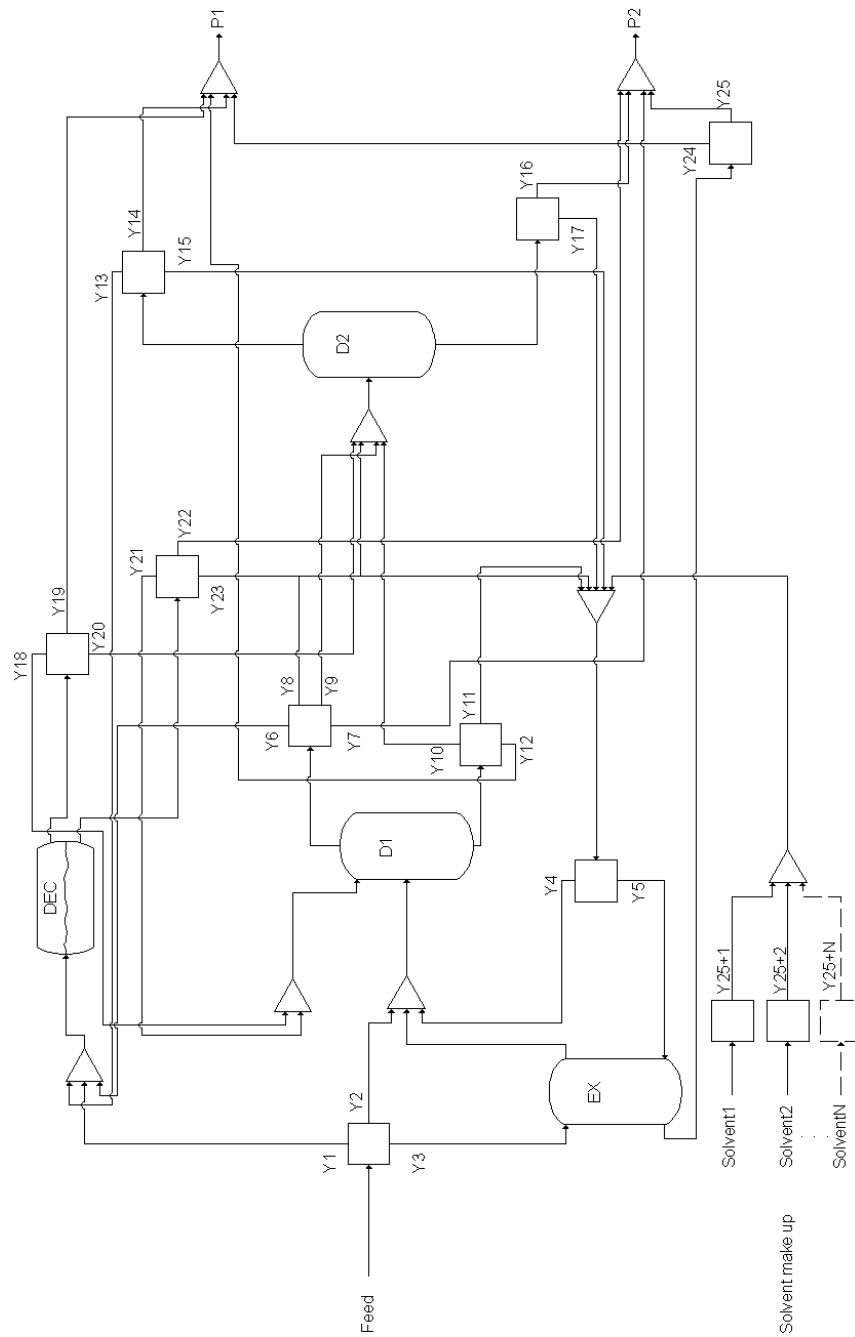 P1
P2
Y14
Y13
Y15
Y25
Y24
Y16
Y17
D2
Y19
Y18
Y20
Y21
Y22
Y23
Y8
Y9
Y6
Y7
Y11
Y10
Y12
DEC
D1
Y4
Y5
Y2
Y1
Y3
EX
Y25+1
Y25+2
Y25+N
Feed
Solvent1
Solvent2
SolventN
Solvent make up